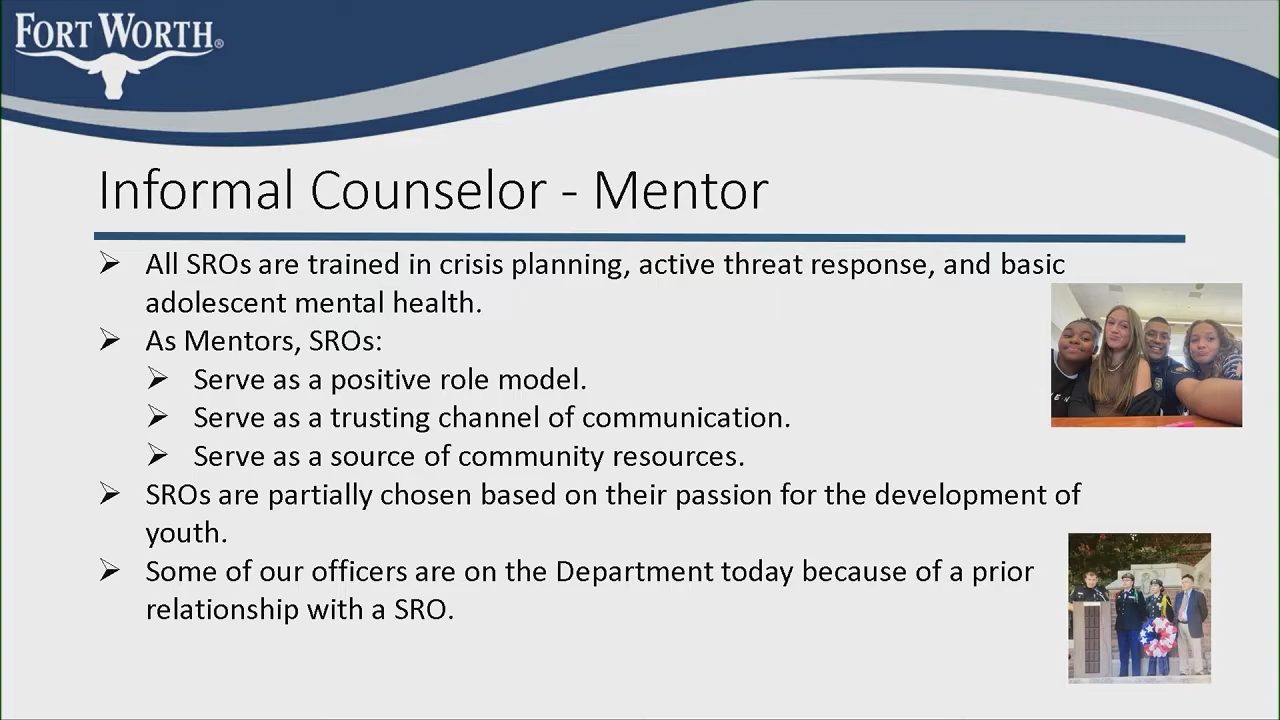 FORT WORTH®
Informal Counselor - Mentor
➢ All SROs are trained in crisis planning, active threat response, and basic
adolescent mental health.
➢ As Mentors, SROs:
➢ Serve as a positive role model.
➢ Serve as a trusting channel of communication.
➢ Serve as a source of community resources.
➢ SROs are partially chosen based on their passion for the development of
youth.
➢ Some of our officers are on the Department today because of a prior
relationship with a SRO.